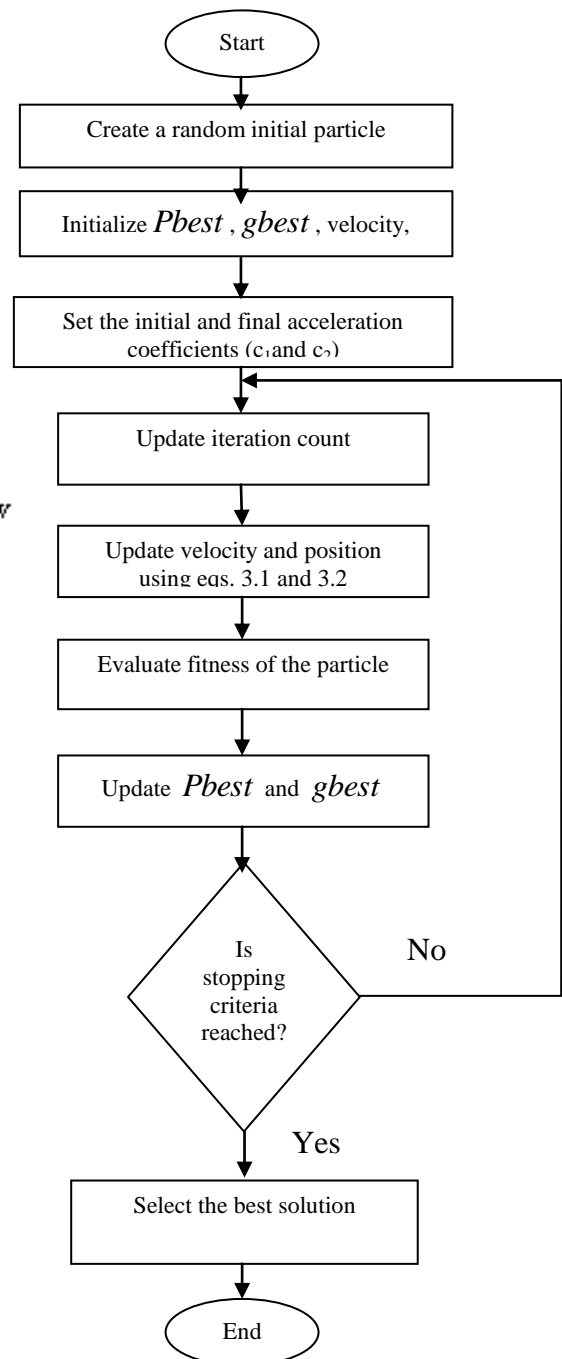 Start
Create a random initial particle
Initialize Pbest , gbest , velocity,
Set the initial and final acceleration
coefficients (c₁and c₂)
Update iteration count
Update velocity and position
using eqs. 3.1 and 3.2
Evaluate fitness of the particle
Update Pbest and gbest
Is
stopping
criteria
reached?
No
Yes
Select the best solution
End